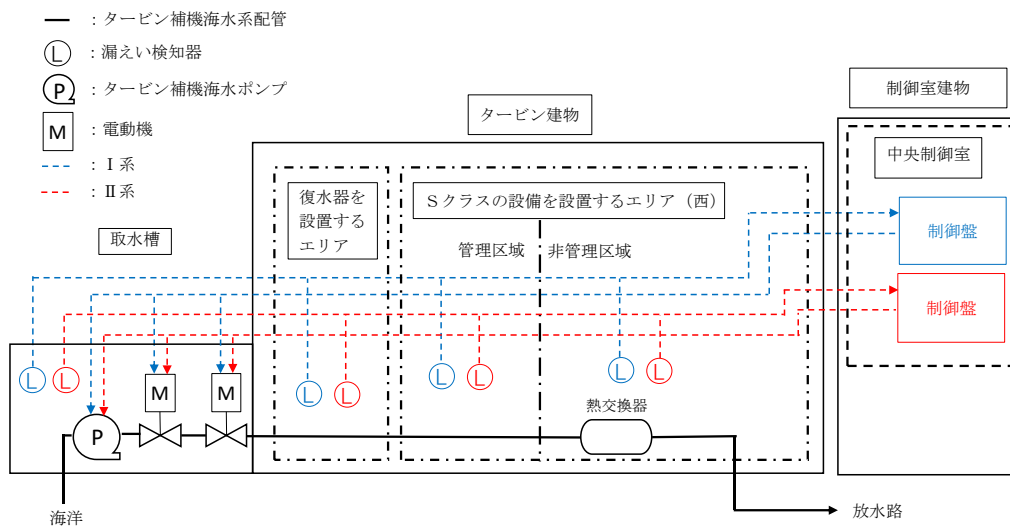 ：タービン補機海水系配管
L ：漏えい検知器
P ：タービン補機海水ポンプ
M ：電動機
：Ⅰ系
：Ⅱ系
取水槽
タービン建物
制御室建物
中央制御室
復水器を
設置する
エリア
Ｓクラスの設備を設置するエリア（西）
管理区域 非管理区域
制御盤
制御盤
L L M M L L L L L L
熱交換器
P
海洋
放水路